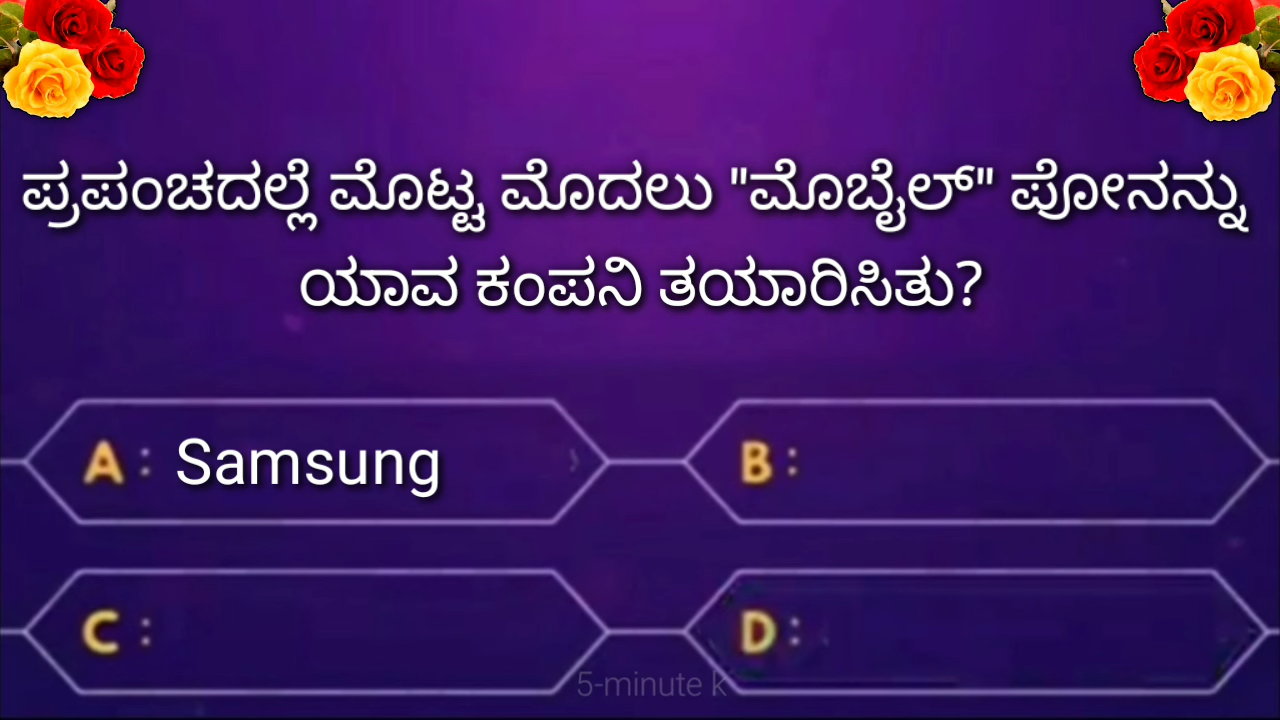 ಪ್ರಪಂಚದಲ್ಲೆ ಮೊಟ್ಟ ಮೊದಲು "ಮೊಬೈಲ್" ಪೋನನ್ನು
ಯಾವ ಕಂಪನಿ ತಯಾರಿಸಿತು?
A : Samsung
B :
C :
D :
5-minute k